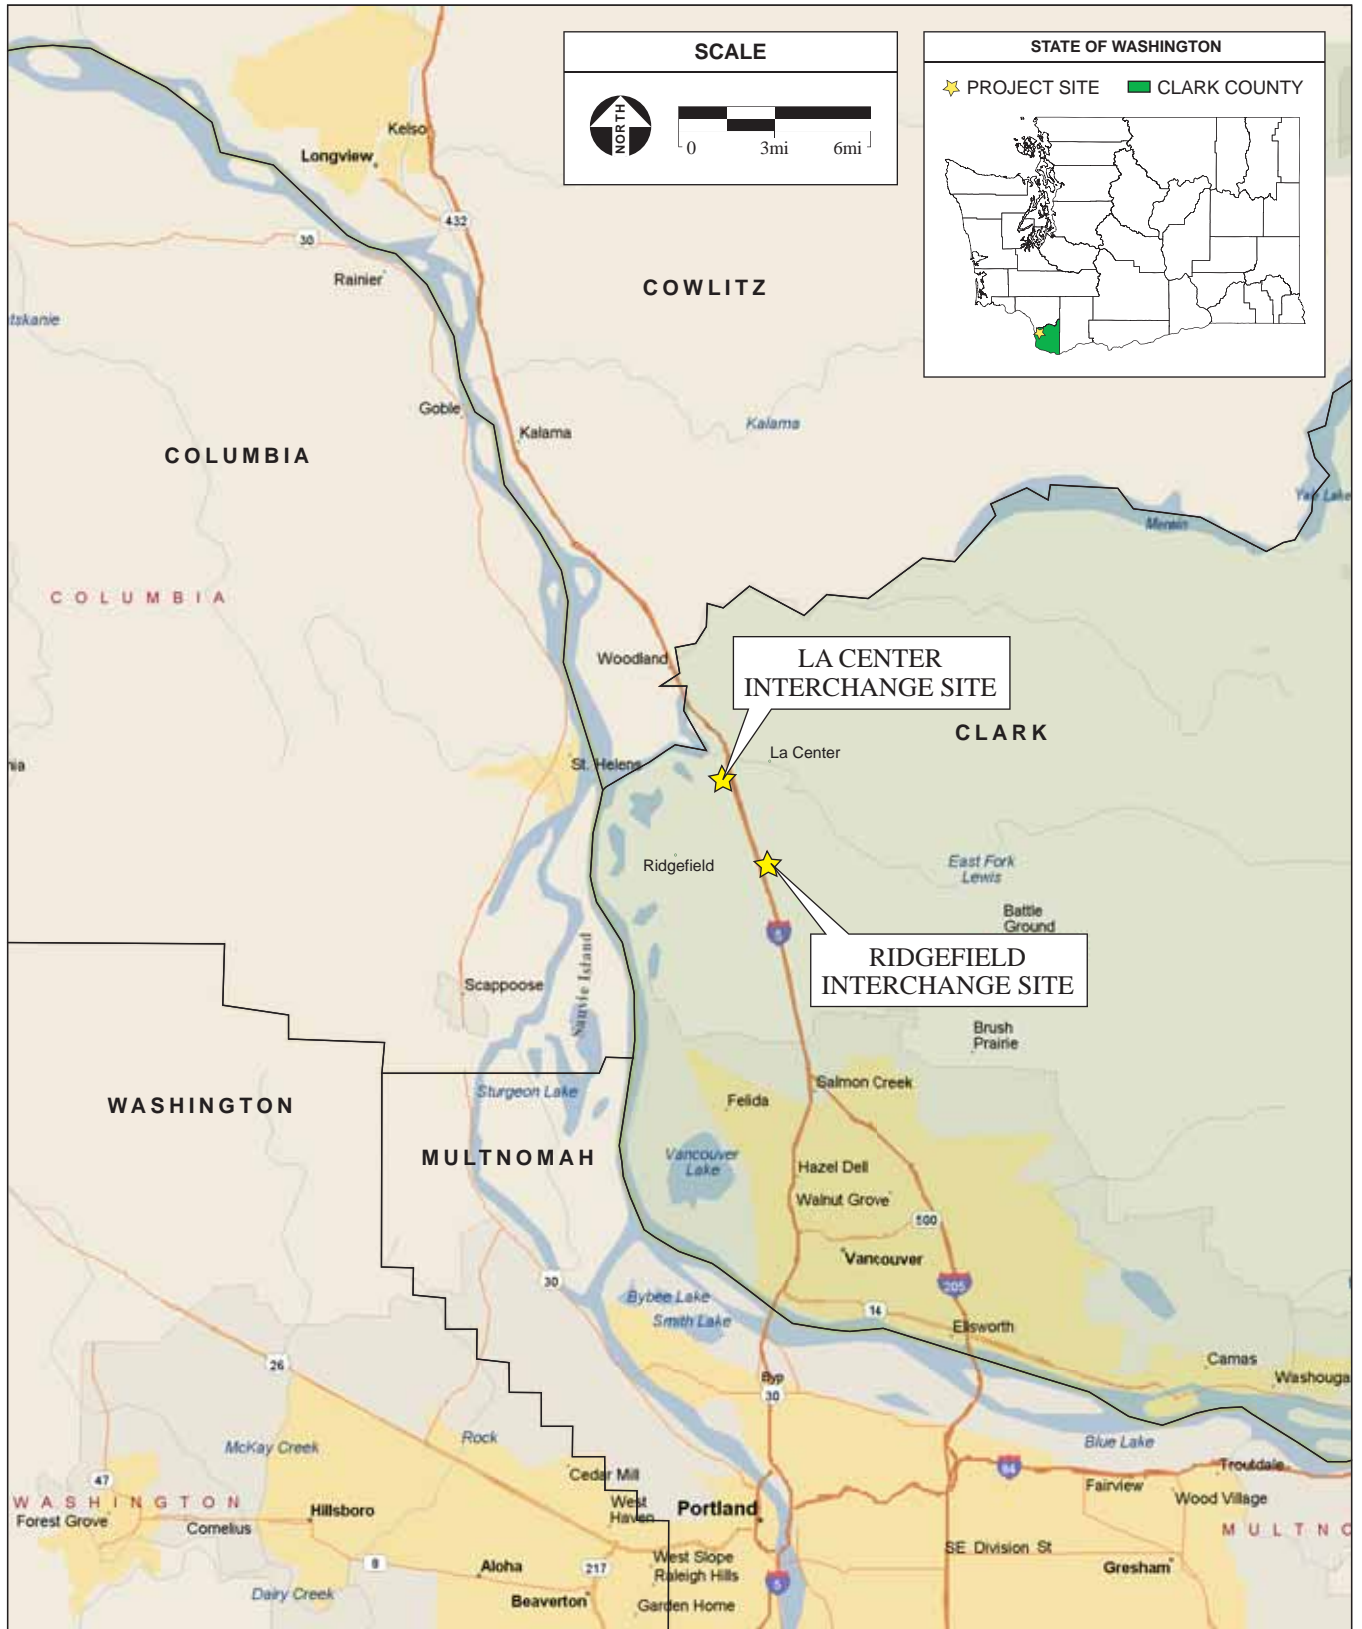 SCALE
NORTH
0 3mi 6mi
STATE OF WASHINGTON
PROJECT SITE CLARK COUNTY
Kelso
Longview
432
30
Rainier
COWLITZ
tskanie
Goble
Kalama
Kalama
COLUMBIA
Yale Lake
Merwin
COLUMBIA
Woodland
LA CENTER
INTERCHANGE SITE
CLARK
La Center
St. Helens
nia
Ridgefield
East Fork
Lewis
Battle
Ground
5
RIDGEFIELD
INTERCHANGE SITE
Sauvie Island
Scappoose
Brush
Prairie
Salmon Creek
Sturgeon Lake
Felida
WASHINGTON
MULTNOMAH
Vancouver
Lake
Hazel Dell
Walnut Grove
500
Vancouver
30
205
Bybee Lake
Smith Lake
14
Ellsworth
26
Camas
Washouga
Byp
30
McKay Creek
Rock
Blue Lake
47
Cedar Mill
84
Troutdale
Fairview
WASHINGTON
Forest Grove
Cornelius
Hillsboro
West
Haven
Portland
Wood Village
MULTNO
8
Aloha
217
West Slope
Raleigh Hills
SE Division St
Gresham
Dairy Creek
Beaverton
Garden Home
5